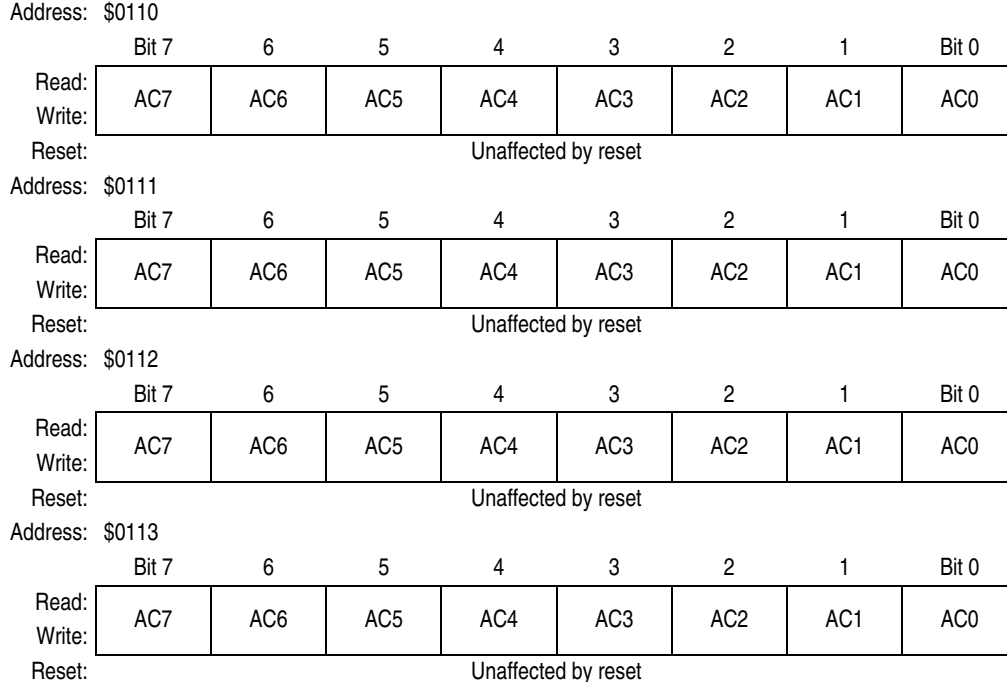 Address: $0110
Bit 7 6 5 4 3 2 1 Bit 0
Read:
AC7 AC6 AC5 AC4 AC3 AC2 AC1 AC0
Write:
Reset: Unaffected by reset
Address: $0111
Bit 7 6 5 4 3 2 1 Bit 0
Read:
AC7 AC6 AC5 AC4 AC3 AC2 AC1 AC0
Write:
Reset: Unaffected by reset
Address: $0112
Bit 7 6 5 4 3 2 1 Bit 0
Read:
AC7 AC6 AC5 AC4 AC3 AC2 AC1 AC0
Write:
Reset: Unaffected by reset
Address: $0113
Bit 7 6 5 4 3 2 1 Bit 0
Read:
AC7 AC6 AC5 AC4 AC3 AC2 AC1 AC0
Write:
Reset: Unaffected by reset